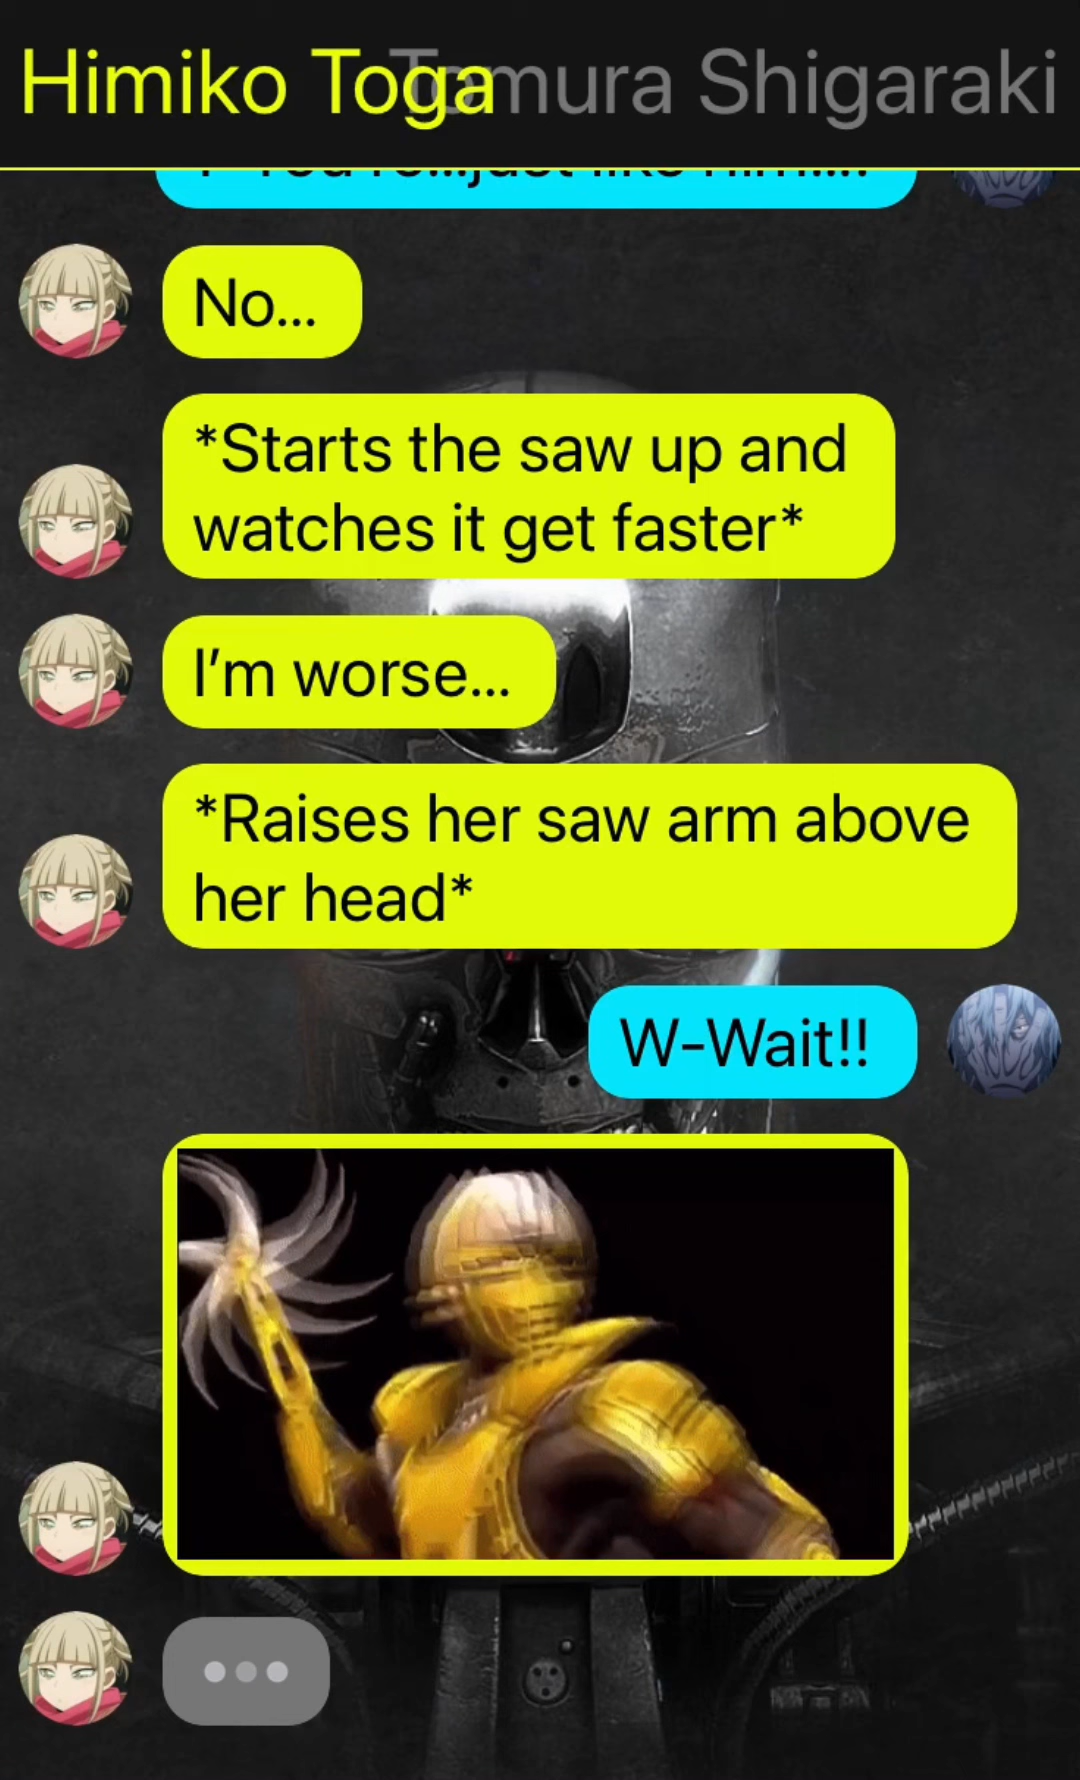 Himiko Toga
Tomura Shigaraki
No...
*Starts the saw up and
watches it get faster*
I'm worse...
*Raises her saw arm above
her head*
W-Wait!!